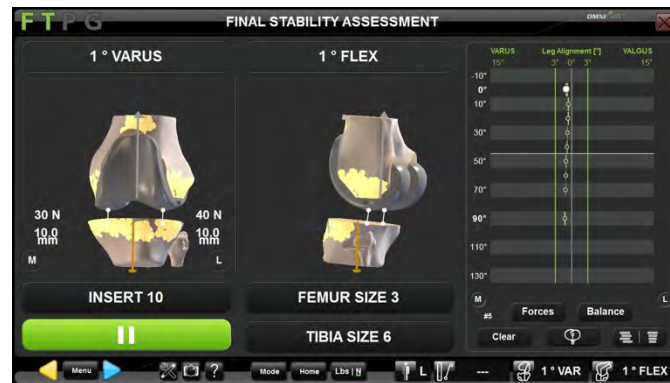 FTPG
FINAL STABILITY ASSESSMENT
1 ° VARUS
1 ° FLEX
VARUS Leg Alignment [°] VALGUS
15° 3° 0° 3° 15°
-10°
0°
10°
30°
50°
70°
90°
110°
130°
30 N
10.0
mm
M
40 N
10.0
mm
L
INSERT 10
FEMUR SIZE 3
TIBIA SIZE 6
M
#5
Forces
Balance
L
Clear
Menu
?
Mode
Home
Lbs | N
L
---
1 ° VAR
1 ° FLEX